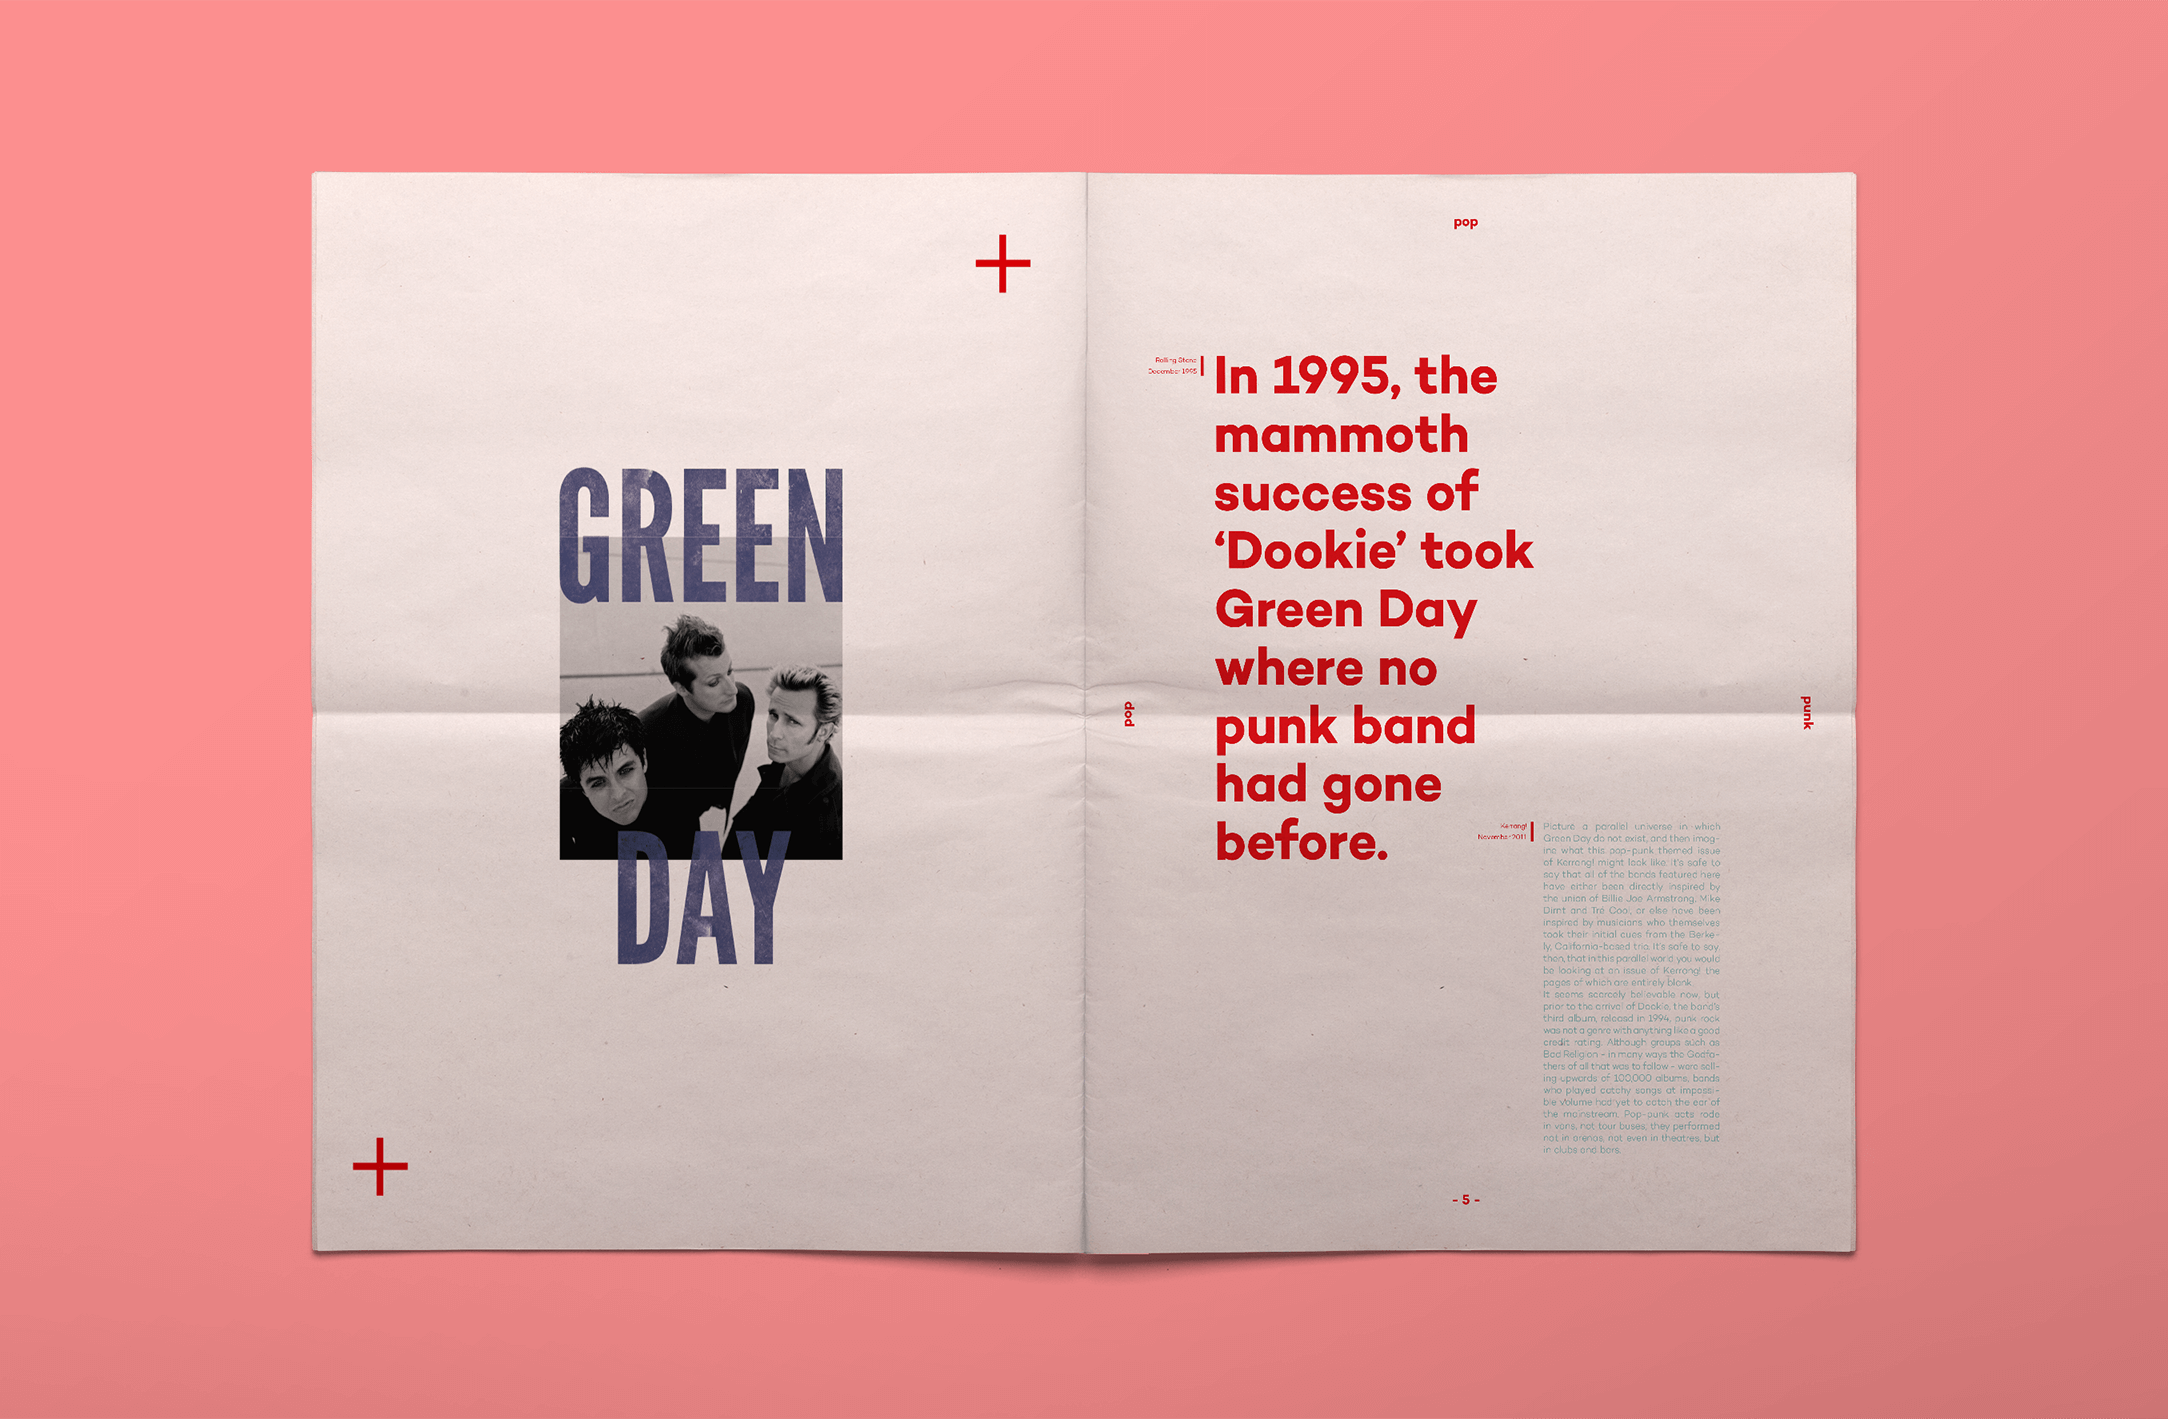 GREEN
DAY
pop
Rolling Stone
December 1995
In 1995, the
mammoth
success of
‘Dookie’ took
Green Day
where no
punk band
had gone
before.
pop
punk
Kerrang!
November 2011
Picture a parallel universe in which
Green Day do not exist, and then imag-
ine what this pop-punk themed issue
of Kerrang! might look like. It's safe to
say that all of the bands featured here
have either been directly inspired by
the union of Billie Joe Armstrong, Mike
Dirnt and Tré Cool, or else have been
inspired by musicians who themselves
took their initial cues from the Berke-
ly, California-based trio. It's safe to say,
then, that in this parallel world you would
be looking at an issue of Kerrang! the
pages of which are entirely blank.
It seems scarcely believable now, but
prior to the arrival of Dookie, the band's
third album, released in 1994, punk rock
was not a genre with anything like a good
credit rating. Although groups such as
Bad Religion – in many ways the Godfa-
thers of all that was to follow – were sell-
ing upwards of 100,000 albums, bands
who played catchy songs at impossi-
ble volume had yet to catch the ear of
the mainstream. Pop-punk acts rode
in vans, not tour buses; they performed
not in arenas, not even in theatres, but
in clubs and bars.
- 5 -